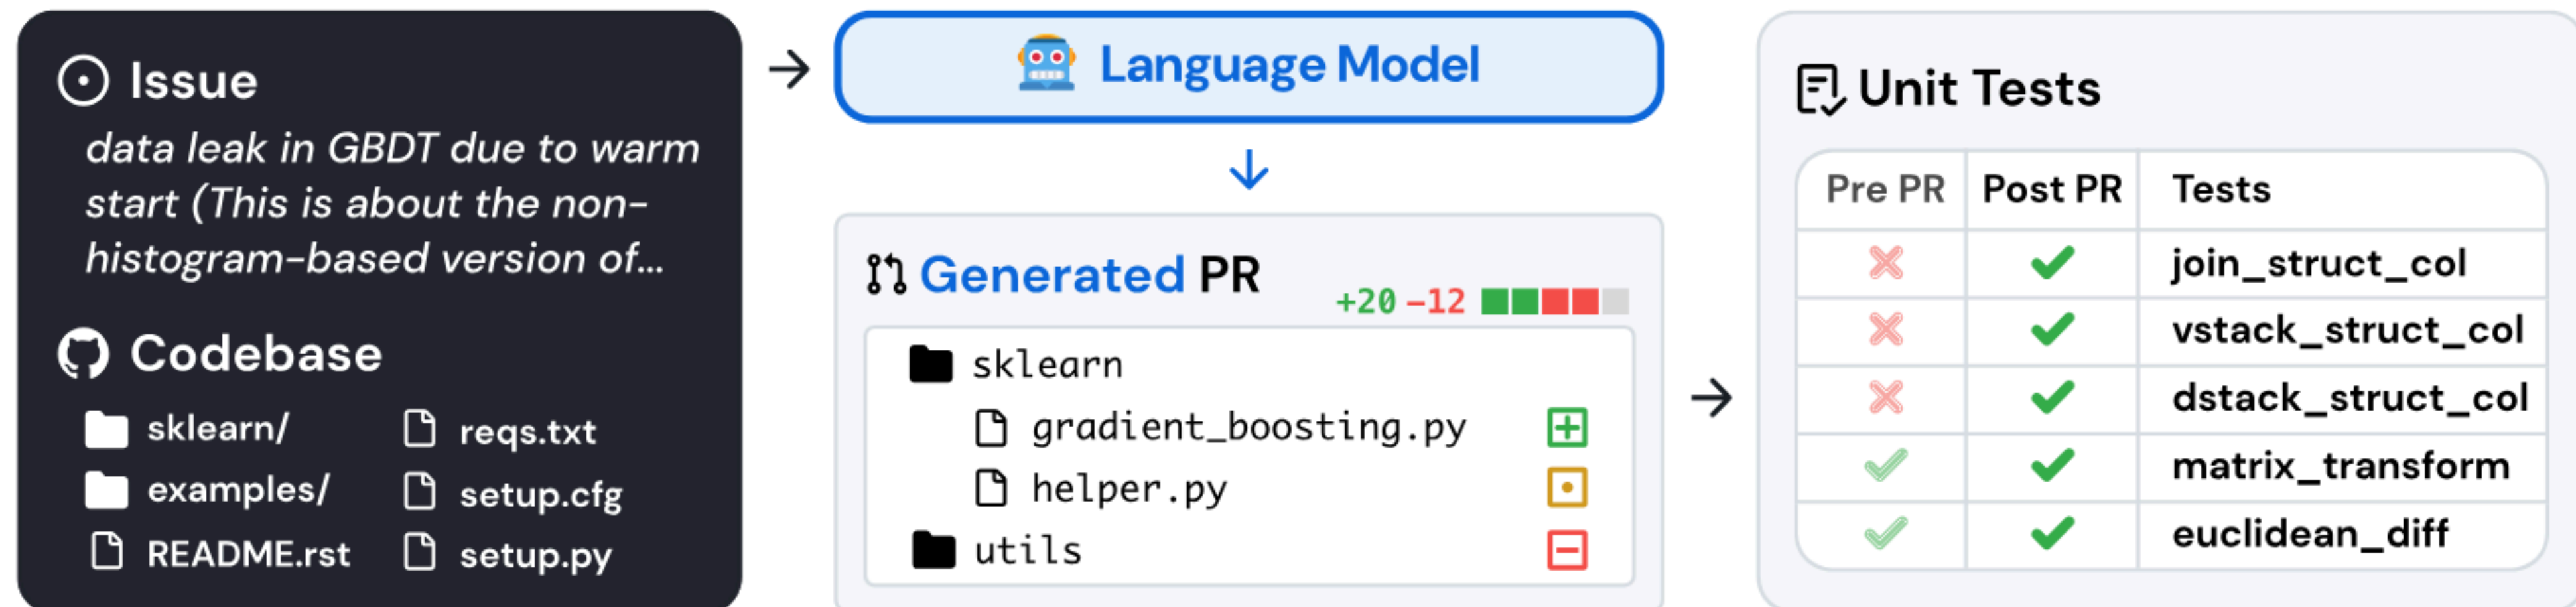 Issue
data leak in GBDT due to warm
start (This is about the non-
histogram-based version of...
Codebase
sklearn/
reqs.txt
examples/
setup.cfg
README.rst
setup.py
Language Model
Generated PR
+20 -12
sklearn
gradient_boosting.py
helper.py
utils
Unit Tests
Pre PR Post PR Tests
join_struct_col
vstack_struct_col
dstack_struct_col
matrix_transform
euclidean_diff